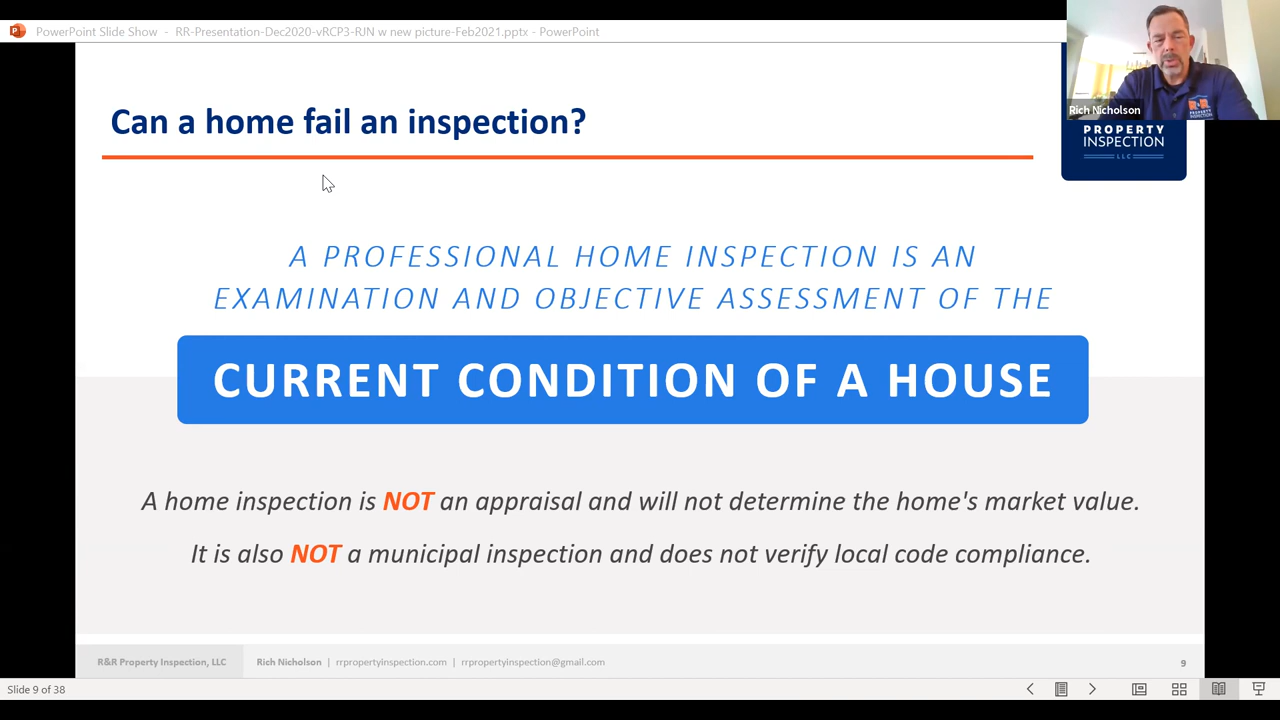 PowerPoint Slide Show - RR-Presentation-Dec2020-vRCP3-RJN w new picture-Feb2021.pptx - PowerPoint
Rich Nicholson
Can a home fail an inspection?
PROPERTY
INSPECTION
LLC
A PROFESSIONAL HOME INSPECTION IS AN
EXAMINATION AND OBJECTIVE ASSESSMENT OF THE
CURRENT CONDITION OF A HOUSE
A home inspection is NOT an appraisal and will not determine the home's market value.
It is also NOT a municipal inspection and does not verify local code compliance.
R&R Property Inspection, LLC Rich Nicholson | rrpropertyinspection.com | rrpropertyinspection@gmail.com 9
Slide 9 of 38